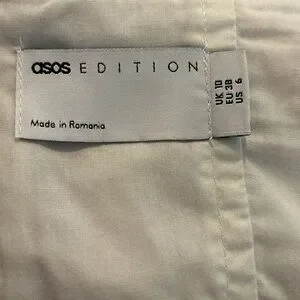 asos EDITION
Made in Romania
UK 10
EU 38
US 6